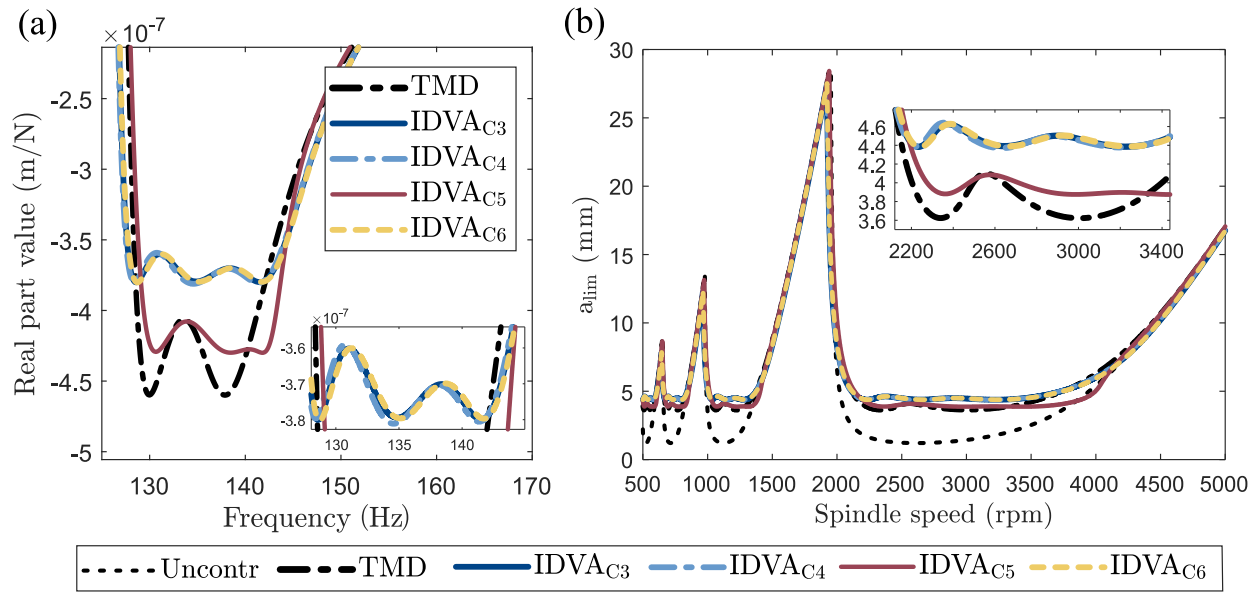 (a)
×10⁻⁷
-2.5
-3
-3.5
-4
-4.5
-5
Real part value (m/N)
130 140 150 160 170
Frequency (Hz)
TMD
IDVA_C3
IDVA_C4
IDVA_C5
IDVA_C6
×10⁻⁷
-3.6
-3.7
-3.8
130 135 140
(b)
30
25
20
15
10
5
0
a_lim (mm)
500 1000 1500 2000 2500 3000 3500 4000 4500 5000
Spindle speed (rpm)
4.6
4.4
4.2
4
3.8
3.6
2200 2600 3000 3400
Uncontr TMD IDVA_C3 IDVA_C4 IDVA_C5 IDVA_C6